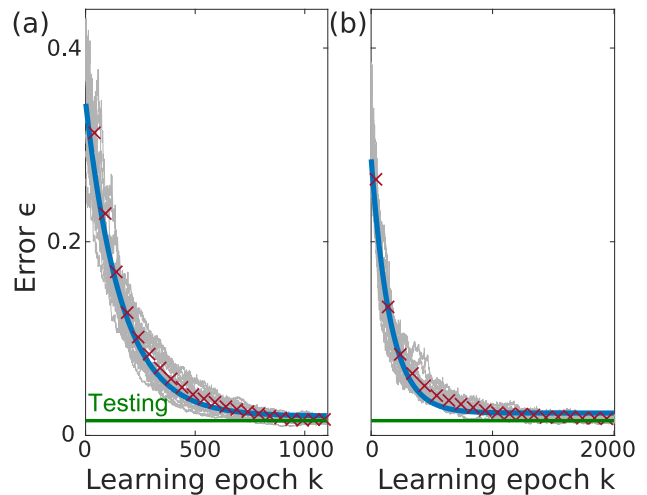 (a)
(b)
0.4
0.2
0
Error ϵ
Testing
0
500
1000
Learning epoch k
0
1000
2000
Learning epoch k